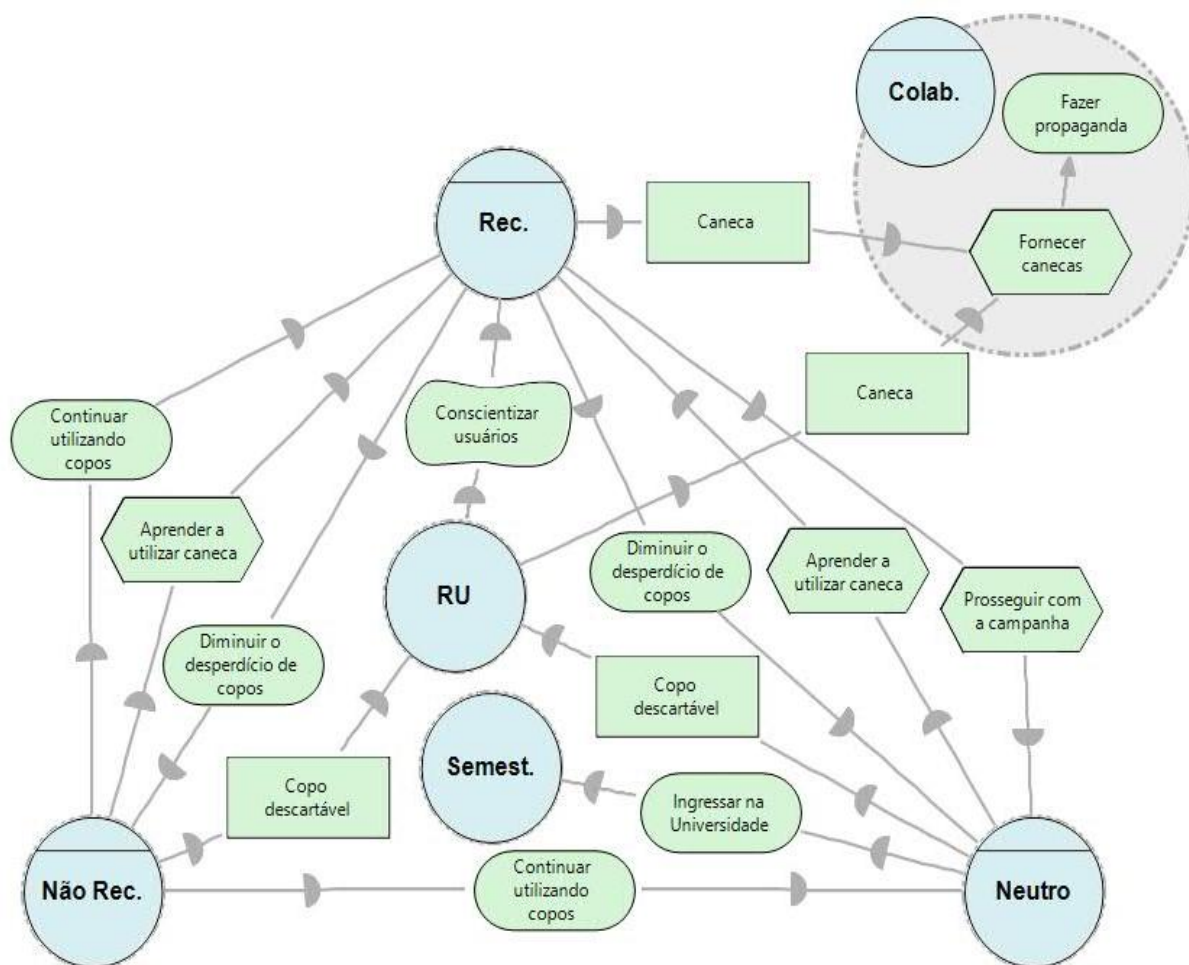 Colab.
Fazer
propaganda
Rec.
Caneca
Fornecer
canecas
Caneca
Continuar
utilizando
copos
Conscientizar
usuários
Aprender a
utilizar caneca
Diminuir o
desperdício de
copos
Aprender a
utilizar caneca
RU
Prosseguir com
a campanha
Diminuir o
desperdício de
copos
Copo
descartável
Semest.
Copo
descartável
Ingressar na
Universidade
Não Rec.
Continuar
utilizando
copos
Neutro